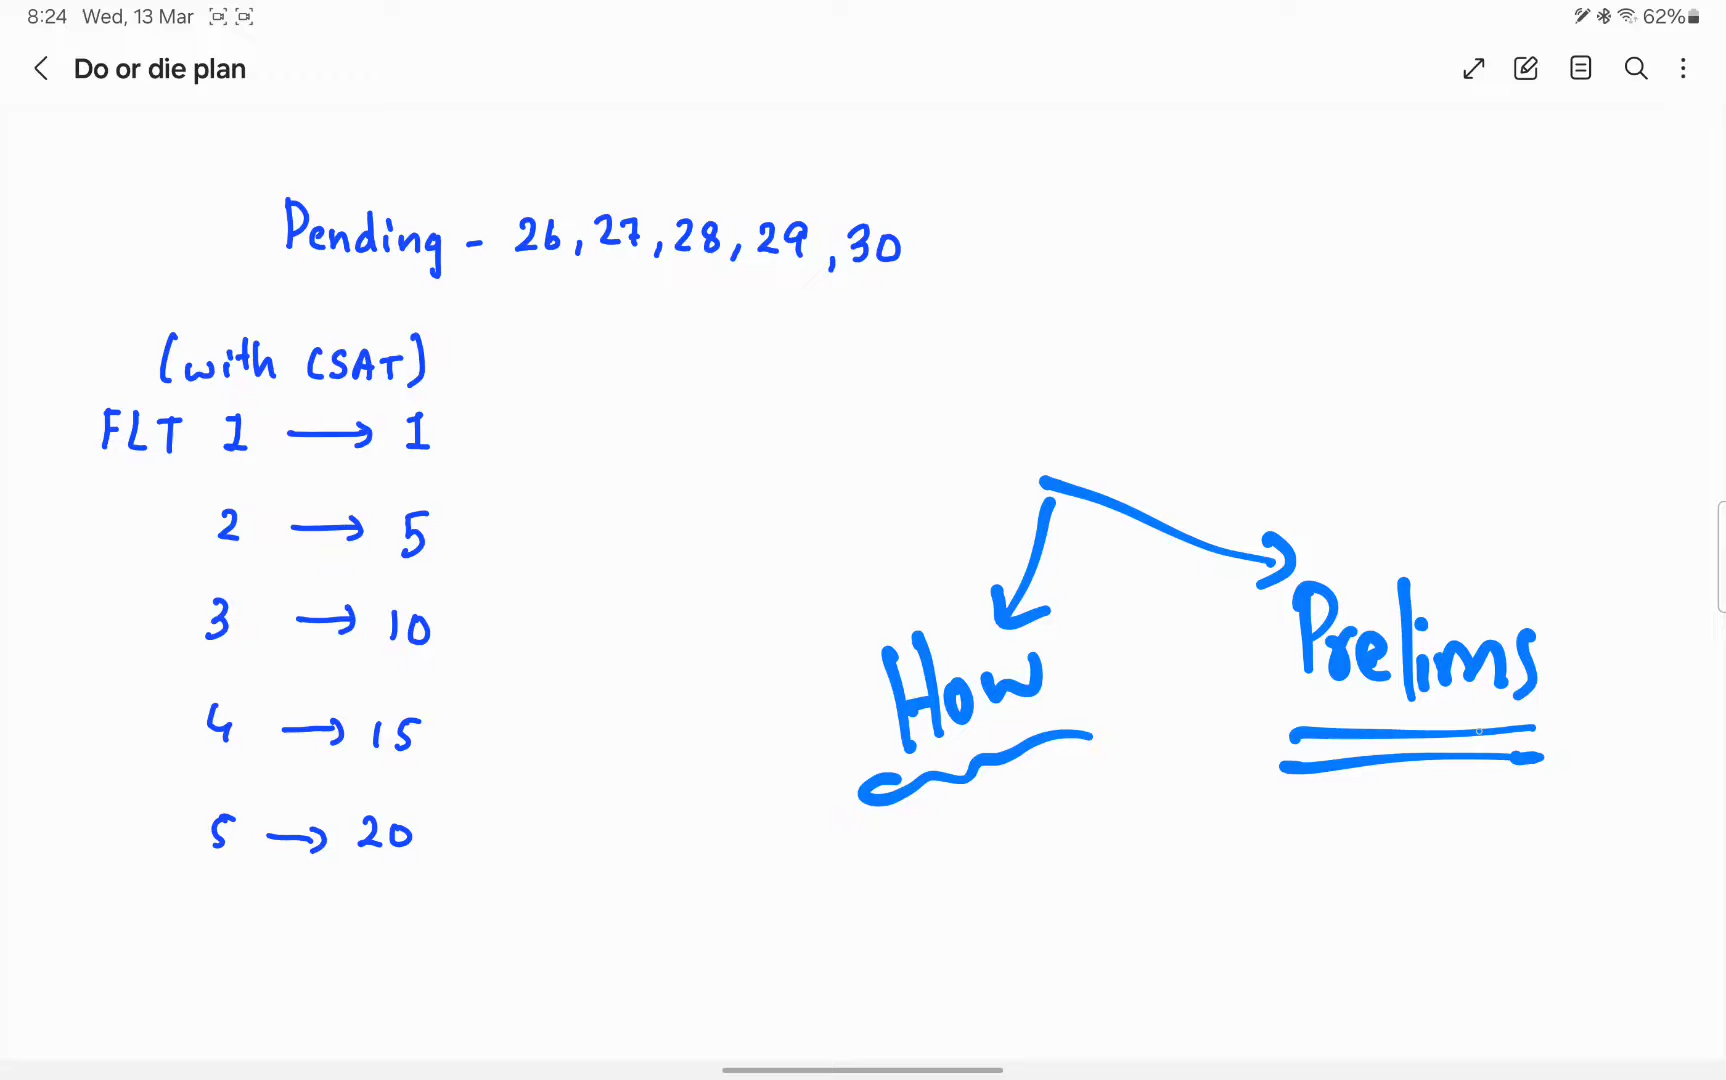 8:24 Wed, 13 Mar 62%
Do or die plan
Pending - 26, 27, 28, 29, 30
(with CSAT)
FLT 1 → 1
2 → 5
3 → 10
4 → 15
5 → 20
How
Prelims